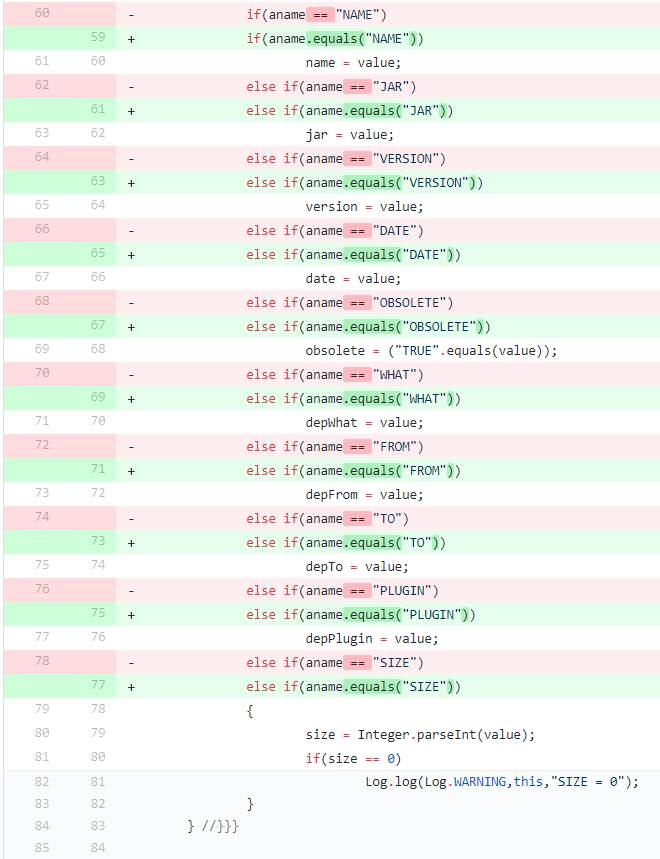 60 - if(aname == "NAME")
59 + if(aname.equals("NAME"))
61 60 name = value;
62 - else if(aname == "JAR")
61 + else if(aname.equals("JAR"))
63 62 jar = value;
64 - else if(aname == "VERSION")
63 + else if(aname.equals("VERSION"))
65 64 version = value;
66 - else if(aname == "DATE")
65 + else if(aname.equals("DATE"))
67 66 date = value;
68 - else if(aname == "OBSOLETE")
67 + else if(aname.equals("OBSOLETE"))
69 68 obsolete = ("TRUE".equals(value));
70 - else if(aname == "WHAT")
69 + else if(aname.equals("WHAT"))
71 70 depWhat = value;
72 - else if(aname == "FROM")
71 + else if(aname.equals("FROM"))
73 72 depFrom = value;
74 - else if(aname == "TO")
73 + else if(aname.equals("TO"))
75 74 depTo = value;
76 - else if(aname == "PLUGIN")
75 + else if(aname.equals("PLUGIN"))
77 76 depPlugin = value;
78 - else if(aname == "SIZE")
77 + else if(aname.equals("SIZE"))
79 78 {
80 79 size = Integer.parseInt(value);
81 80 if(size == 0)
82 81 Log.log(Log.WARNING,this,"SIZE = 0");
83 82 }
84 83 } //}}}
85 84